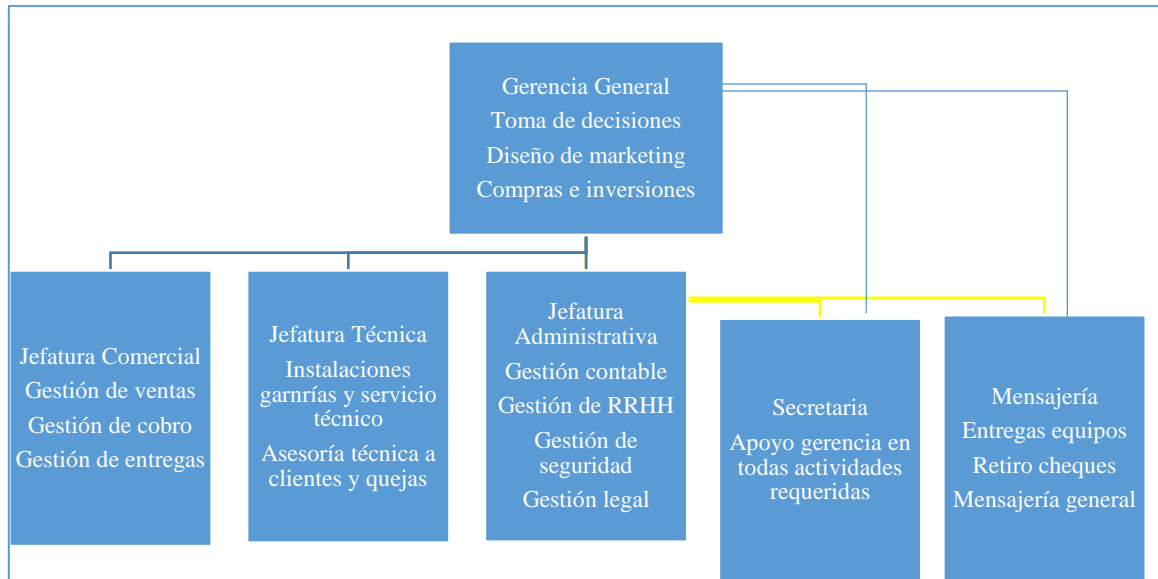 Gerencia General
Toma de decisiones
Diseño de marketing
Compras e inversiones
Jefatura Comercial
Gestión de ventas
Gestión de cobro
Gestión de entregas
Jefatura Técnica
Instalaciones
garnrías y servicio
técnico
Asesoría técnica a
clientes y quejas
Jefatura
Administrativa
Gestión contable
Gestión de RRHH
Gestión de
seguridad
Gestión legal
Secretaria
Apoyo gerencia en
todas actividades
requeridas
Mensajería
Entregas equipos
Retiro cheques
Mensajería general